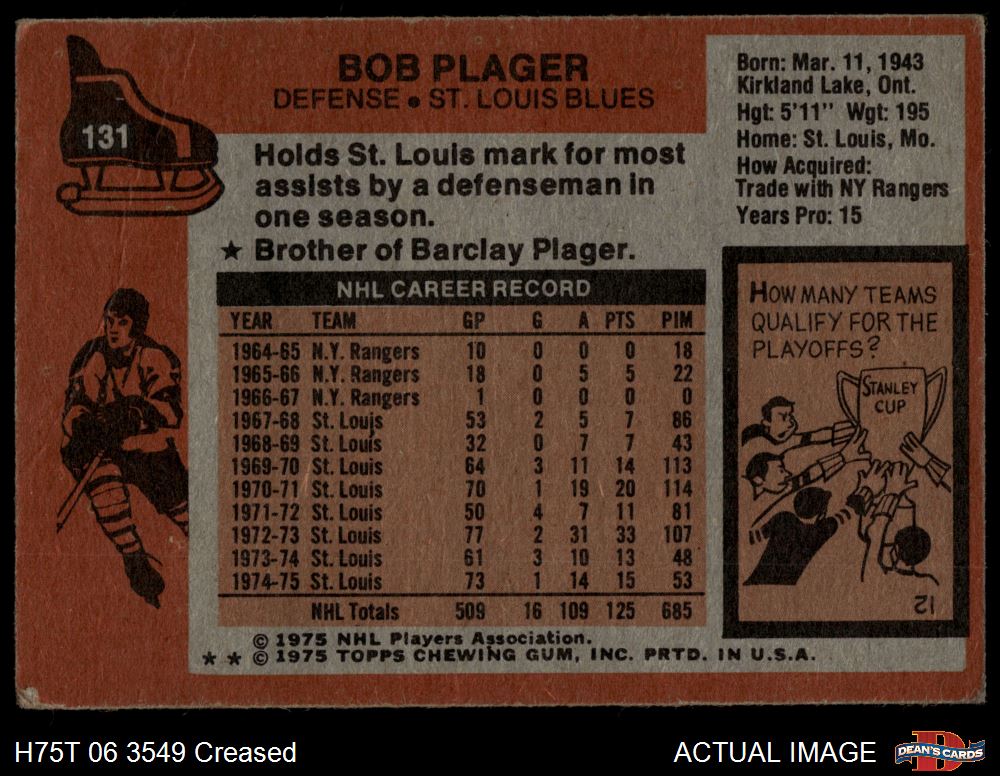 131
BOB PLAGER
DEFENSE • ST. LOUIS BLUES
Holds St. Louis mark for most
assists by a defenseman in
one season.
★ Brother of Barclay Plager.
Born: Mar. 11, 1943
Kirkland Lake, Ont.
Hgt: 5'11" Wgt: 195
Home: St. Louis, Mo.
How Acquired:
Trade with NY Rangers
Years Pro: 15
NHL CAREER RECORD
YEAR TEAM GP G A PTS PIM
1964-65 N.Y. Rangers 10 0 0 0 18
1965-66 N.Y. Rangers 18 0 5 5 22
1966-67 N.Y. Rangers 1 0 0 0 0
1967-68 St. Louis 53 2 5 7 86
1968-69 St. Louis 32 0 7 7 43
1969-70 St. Louis 64 3 11 14 113
1970-71 St. Louis 70 1 19 20 114
1971-72 St. Louis 50 4 7 11 81
1972-73 St. Louis 77 2 31 33 107
1973-74 St. Louis 61 3 10 13 48
1974-75 St. Louis 73 1 14 15 53
NHL Totals 509 16 109 125 685
HOW MANY TEAMS
QUALIFY FOR THE
PLAYOFFS?
STANLEY
CUP
12
© 1975 NHL Players Association.
★ ★ © 1975 TOPPS CHEWING GUM, INC. PRTD. IN U.S.A.
H75T 06 3549 Creased
ACTUAL IMAGE
D
DEAN'S CARDS